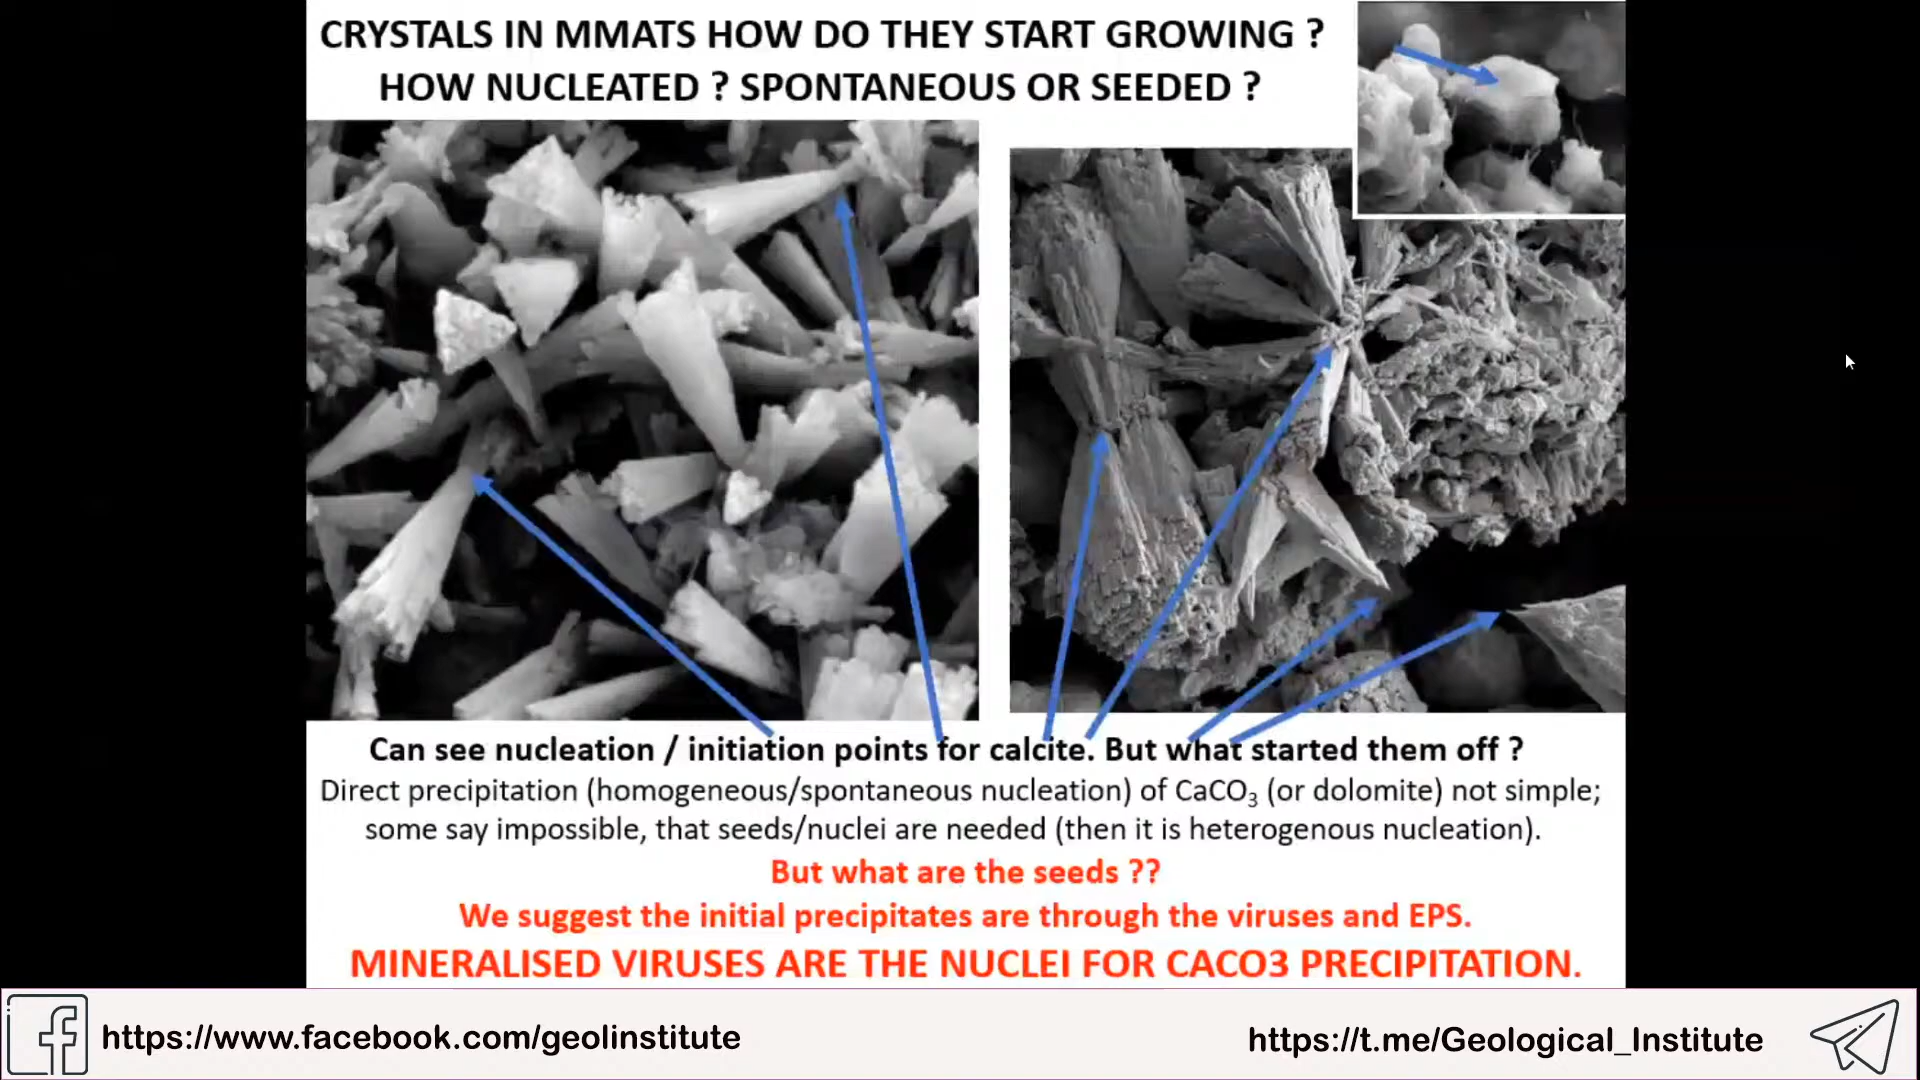 CRYSTALS IN MMATS HOW DO THEY START GROWING ?
HOW NUCLEATED ? SPONTANEOUS OR SEEDED ?
Can see nucleation / initiation points for calcite. But what started them off ?
Direct precipitation (homogeneous/spontaneous nucleation) of CaCO₃ (or dolomite) not simple;
some say impossible, that seeds/nuclei are needed (then it is heterogenous nucleation).
But what are the seeds ??
We suggest the initial precipitates are through the viruses and EPS.
MINERALISED VIRUSES ARE THE NUCLEI FOR CACO3 PRECIPITATION.
https://www.facebook.com/geolinstitute
https://t.me/Geological_Institute